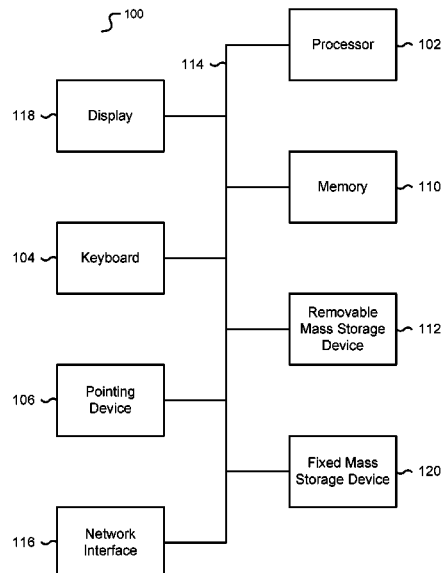 100
114
Processor
102
118
Display
Memory
110
104
Keyboard
Removable
Mass Storage
Device
112
106
Pointing
Device
Fixed Mass
Storage Device
120
116
Network
Interface